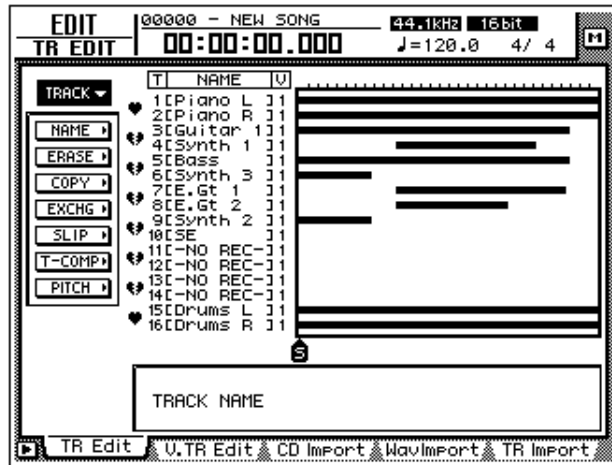 EDIT
TR EDIT
00000 - NEW SONG
00:00:00.000
44.1kHz 16bit
♩=120.0 4/ 4
M
TRACK
NAME
ERASE
COPY
EXCHG
SLIP
T-COMP
PITCH
T NAME V
1[Piano L ]1
2[Piano R ]1
3[Guitar 1]1
4[Synth 1 ]1
5[Bass ]1
6[Synth 3 ]1
7[E.Gt 1 ]1
8[E.Gt 2 ]1
9[Synth 2 ]1
10[SE ]1
11[-NO REC-]1
12[-NO REC-]1
13[-NO REC-]1
14[-NO REC-]1
15[Drums L ]1
16[Drums R ]1
S
TRACK NAME
TR Edit V.TR Edit CD Import WavImport TR Import